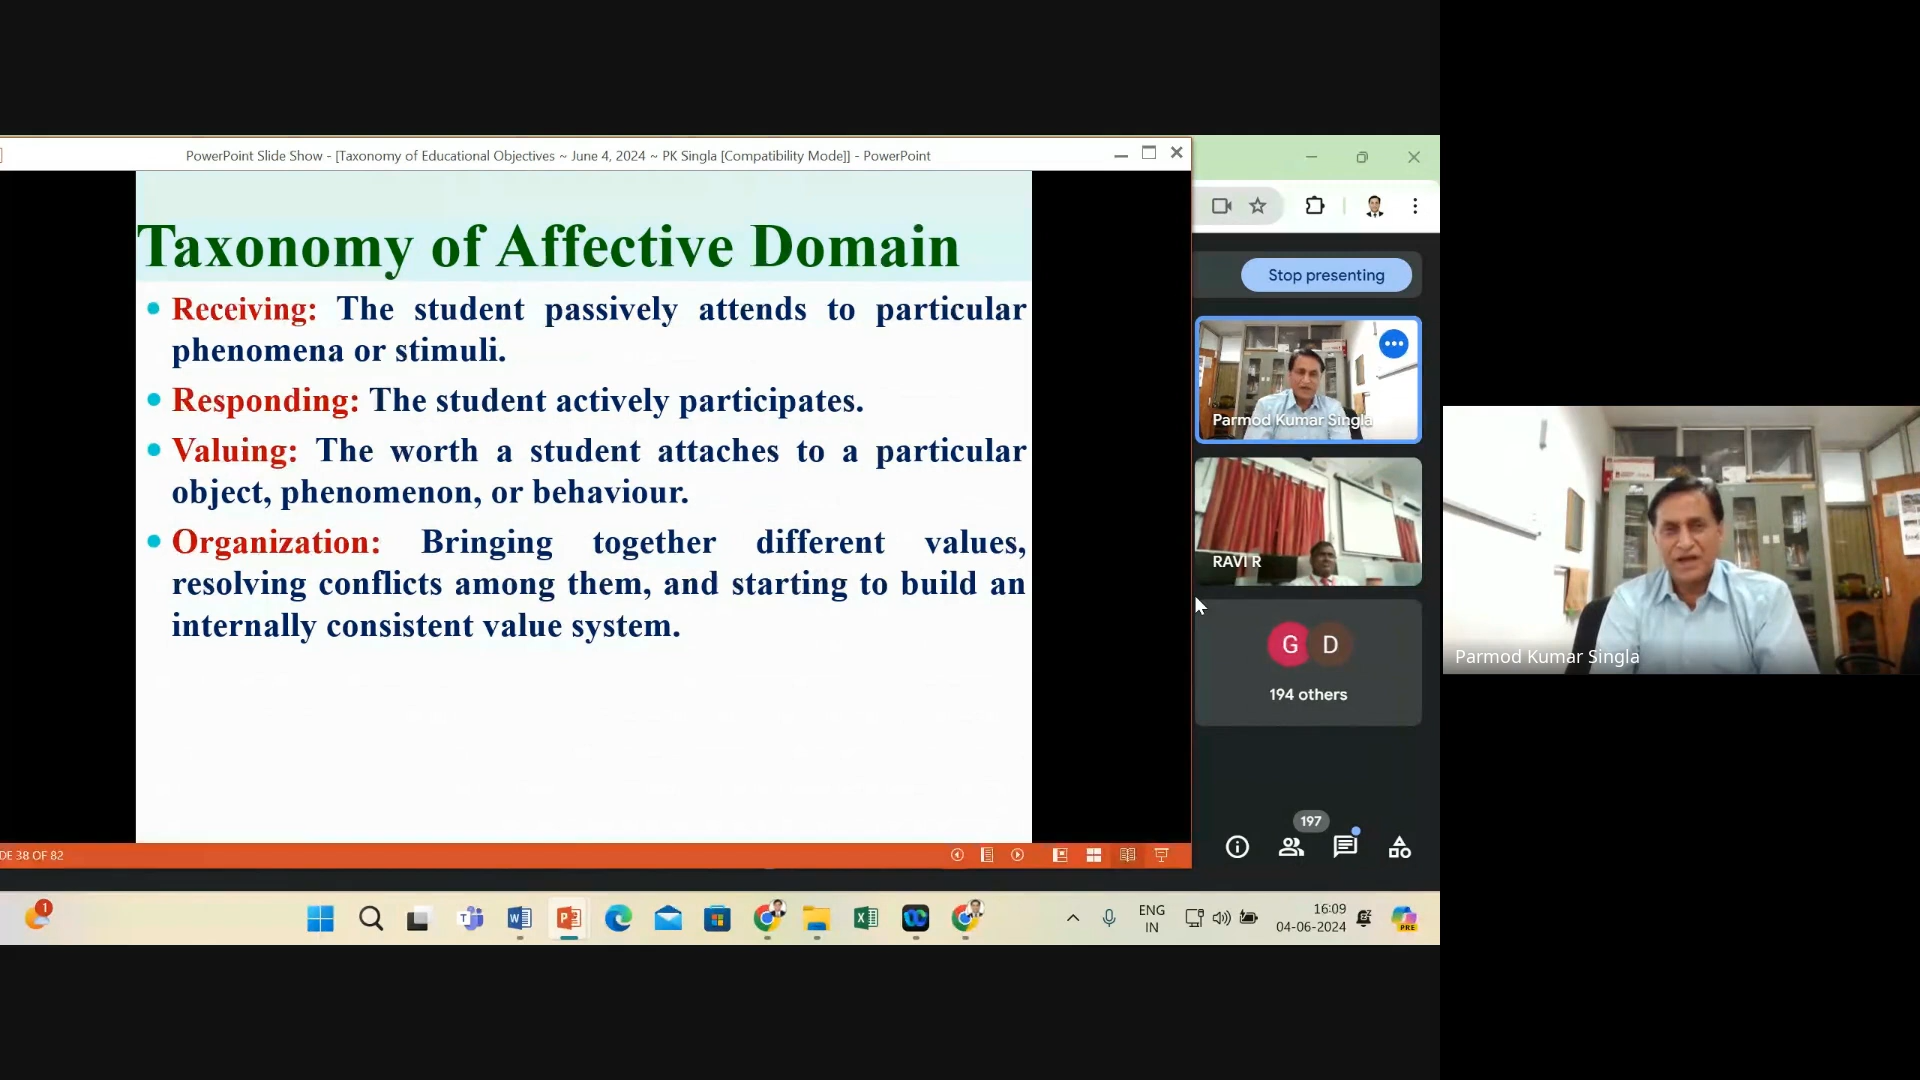 PowerPoint Slide Show - [Taxonomy of Educational Objectives ~ June 4, 2024 ~ PK Singla [Compatibility Mode]] - PowerPoint
Taxonomy of Affective Domain
Receiving: The student passively attends to particular
phenomena or stimuli.
Responding: The student actively participates.
Valuing: The worth a student attaches to a particular
object, phenomenon, or behaviour.
Organization: Bringing together different values,
resolving conflicts among them, and starting to build an
internally consistent value system.
DE 38 OF 82
Stop presenting
Parmod Kumar Singla
RAVI R
G D
194 others
197
Parmod Kumar Singla
1
ENG
IN
16:09
04-06-2024
PRE